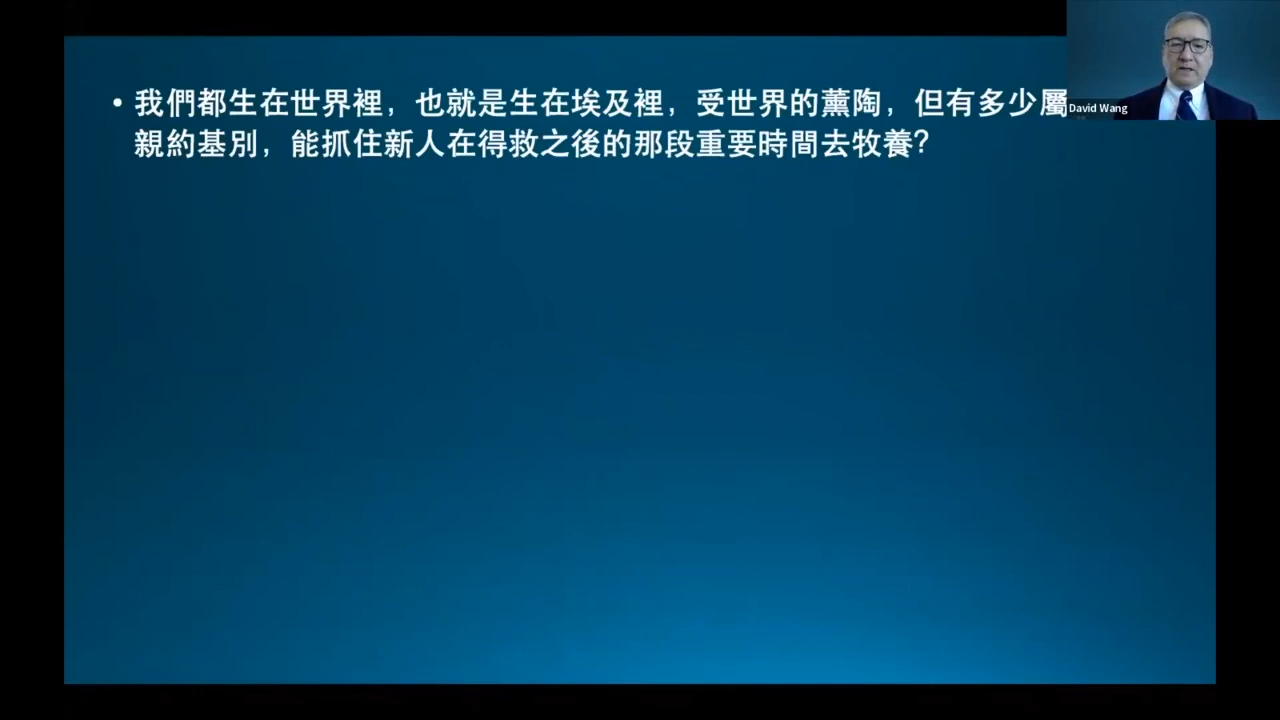 • 我們都生在世界裡，也就是生在埃及裡，受世界的薰陶，但有多少屬
親約基別，能抓住新人在得救之後的那段重要時間去牧養？
David Wang